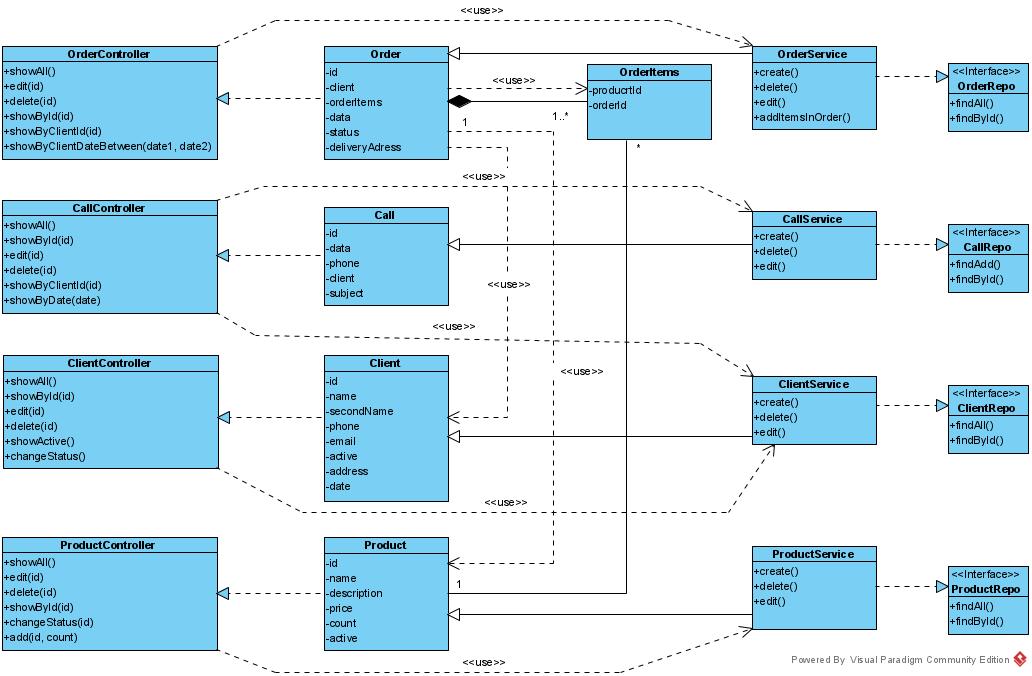 <<use>>
OrderController
+showAll()
+edit(id)
+delete(id)
+showById(id)
+showByClientId(id)
+showByClientDateBetween(date1, date2)
Order
-id
-client
-orderItems
-data
-status
-deliveryAdress
<<use>>
1
1..*
OrderItems
-producrtId
-orderId
*
OrderService
+create()
+delete()
+edit()
+addItemsInOrder()
<<Interface>>
OrderRepo
+findAll()
+findById()
<<use>>
CallController
+showAll()
+showById(id)
+edit(id)
+delete(id)
+showByClientId(id)
+showByDate(date)
Call
-id
-data
-phone
-client
-subject
<<use>>
CallService
+create()
+delete()
+edit()
<<Interface>>
CallRepo
+findAdd()
+findById()
<<use>>
<<use>>
ClientController
+showAll()
+showById(id)
+edit(id)
+delete(id)
+showActive()
+changeStatus()
Client
-id
-name
-secondName
-phone
-email
-active
-address
-date
ClientService
+create()
+delete()
+edit()
<<Interface>>
ClientRepo
+findAll()
+findById()
<<use>>
ProductController
+showAll()
+edit(id)
+delete(id)
+showById(id)
+changeStatus(id)
+add(id, count)
Product
-id
-name
-description
-price
-count
-active
1
ProductService
+create()
+delete()
+edit()
<<Interface>>
ProductRepo
+findAll()
+findById()
<<use>>
Powered By Visual Paradigm Community Edition